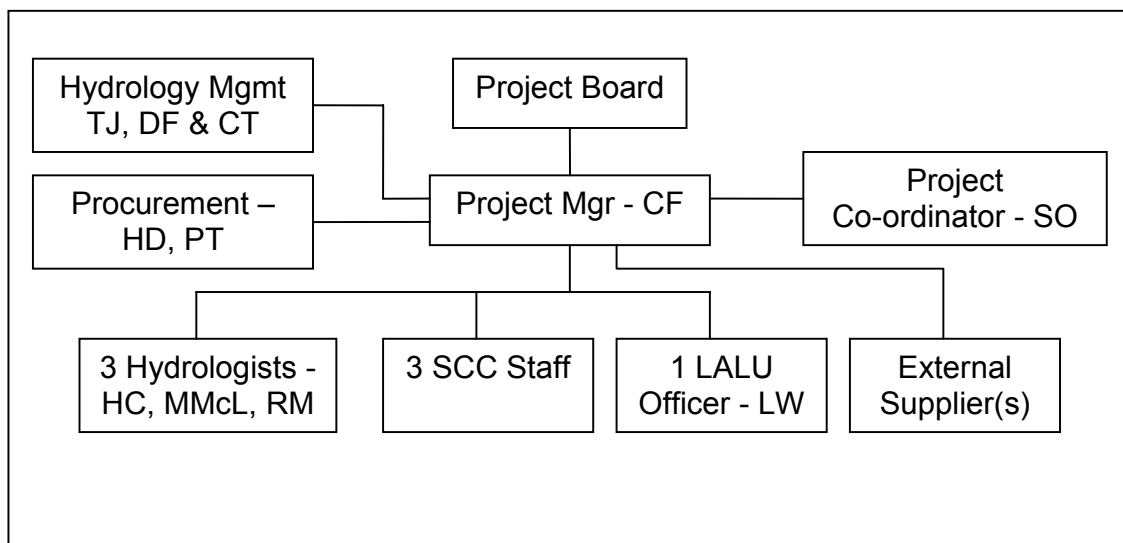 Hydrology Mgmt
TJ, DF & CT
Project Board
Procurement –
HD, PT
Project Mgr - CF
Project
Co-ordinator - SO
3 Hydrologists -
HC, MMcL, RM
3 SCC Staff
1 LALU
Officer - LW
External
Supplier(s)